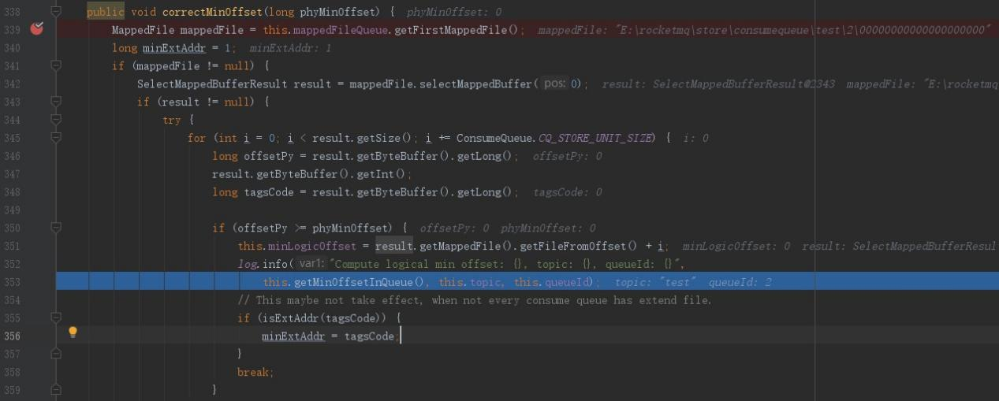 338 public void correctMinOffset(long phyMinOffset) { phyMinOffset: 0
339 MappedFile mappedFile = this.mappedFileQueue.getFirstMappedFile(); mappedFile: "E:\rocketmq\store\consumequeue\test\2\00000000000000000000"
340 long minExtAddr = 1; minExtAddr: 1
341 if (mappedFile != null) {
342 SelectMappedBufferResult result = mappedFile.selectMappedBuffer( pos: 0); result: SelectMappedBufferResult@2343 mappedFile: "E:\rocketmq
343 if (result != null) {
344 try {
345 for (int i = 0; i < result.getSize(); i += ConsumeQueue.CQ_STORE_UNIT_SIZE) { i: 0
346 long offsetPy = result.getByteBuffer().getLong(); offsetPy: 0
347 result.getByteBuffer().getInt();
348 long tagsCode = result.getByteBuffer().getLong(); tagsCode: 0
349
350 if (offsetPy >= phyMinOffset) { offsetPy: 0 phyMinOffset: 0
351 this.minLogicOffset = result.getMappedFile().getFileFromOffset() + i; minLogicOffset: 0 result: SelectMappedBufferResul
352 log.info( var1: "Compute logical min offset: {}, topic: {}, queueId: {}",
353 this.getMinOffsetInQueue(), this.topic, this.queueId); topic: "test" queueId: 2
354 // This maybe not take effect, when not every consume queue has extend file.
355 if (isExtAddr(tagsCode)) {
356 minExtAddr = tagsCode;
357 }
358 break;
359 }